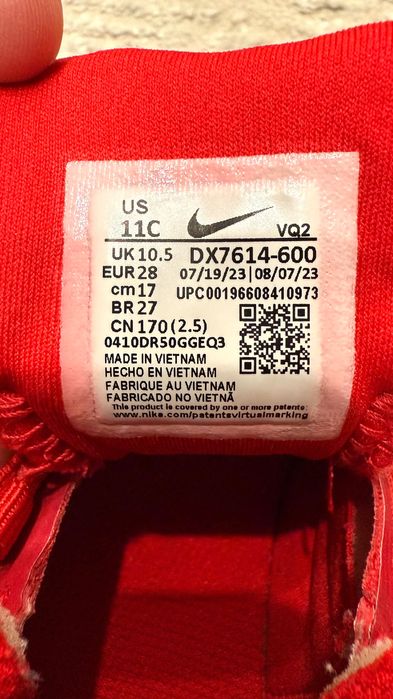 US
11C
VQ2
UK 10.5 DX7614-600
EUR 28 07/19/23 | 08/07/23
cm 17 UPC00196608410973
BR 27
CN 170 (2.5)
0410DR50GGEQ3
MADE IN VIETNAM
HECHO EN VIETNAM
FABRIQUE AU VIETNAM
FABRICADO NO VIETNÃ
This product is covered by one or more patents:
www.nike.com/patentsvirtualmarking